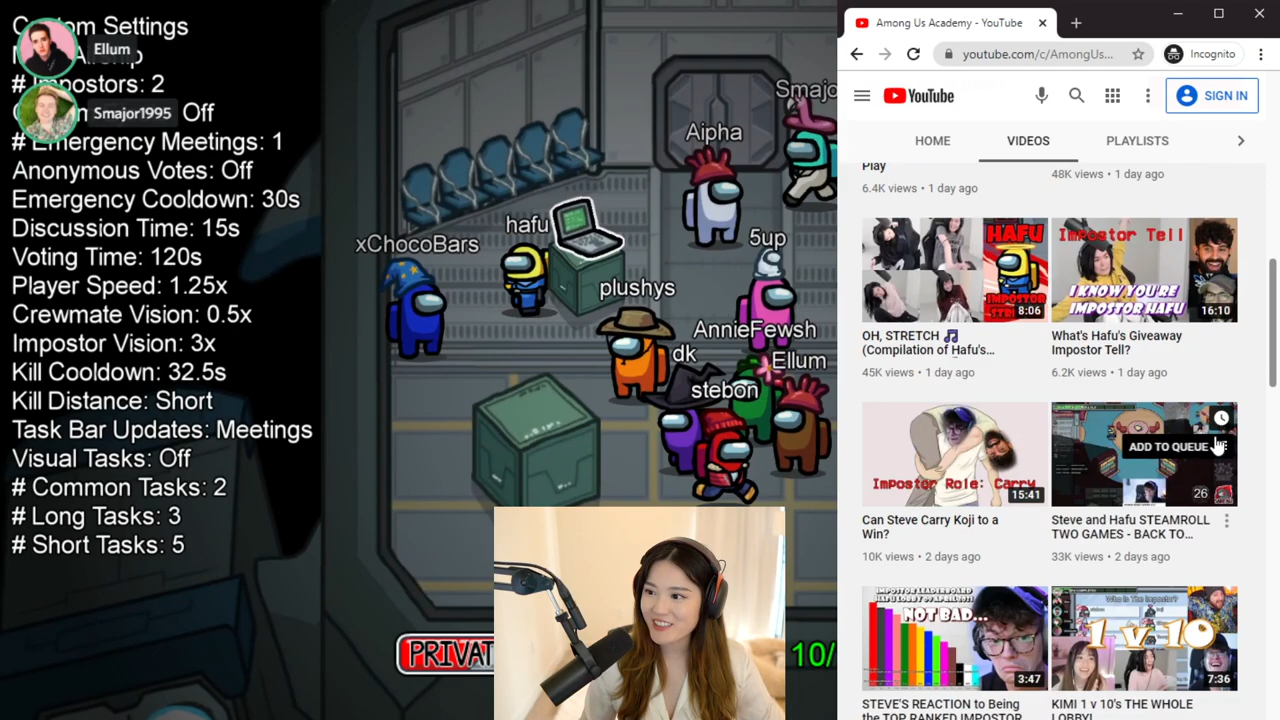 Custom Settings
Ellum
# Impostors: 2
Smajor1995
Off
# Emergency Meetings: 1
Anonymous Votes: Off
Emergency Cooldown: 30s
Discussion Time: 15s
Voting Time: 120s
Player Speed: 1.25x
Crewmate Vision: 0.5x
Impostor Vision: 3x
Kill Cooldown: 32.5s
Kill Distance: Short
Task Bar Updates: Meetings
Visual Tasks: Off
# Common Tasks: 2
# Long Tasks: 3
# Short Tasks: 5
Smajo
Aipha
hafu
xChocoBars
5up
plushys
AnnieFewsh
dk
Ellum
stebon
PRIVAT
10/
Among Us Academy - YouTube
youtube.com/c/AmongUs...
Incognito
YouTube
SIGN IN
HOME
VIDEOS
PLAYLISTS
Play
6.4K views • 1 day ago
48K views • 1 day ago
HAFU
IMPOSTOR
8:06
Impostor Tell
I KNOW YOU'RE
IMPOSTOR HAFU
16:10
OH, STRETCH 🎵
(Compilation of Hafu's...
45K views • 1 day ago
What's Hafu's Giveaway
Impostor Tell?
6.2K views • 1 day ago
Impostor Role: Carry
15:41
ADD TO QUEUE
26
Can Steve Carry Koji to a
Win?
10K views • 2 days ago
Steve and Hafu STEAMROLL
TWO GAMES - BACK TO...
33K views • 2 days ago
IMPOSTOR LEADERBOARD
HAFU LOBBY
NOT BAD...
3:47
Who Is The Impostor?
1 v 10
7:36
STEVE'S REACTION to Being
the TOP RANKED IMPOSTOR
KIMI 1 v 10's THE WHOLE
LOBBY!